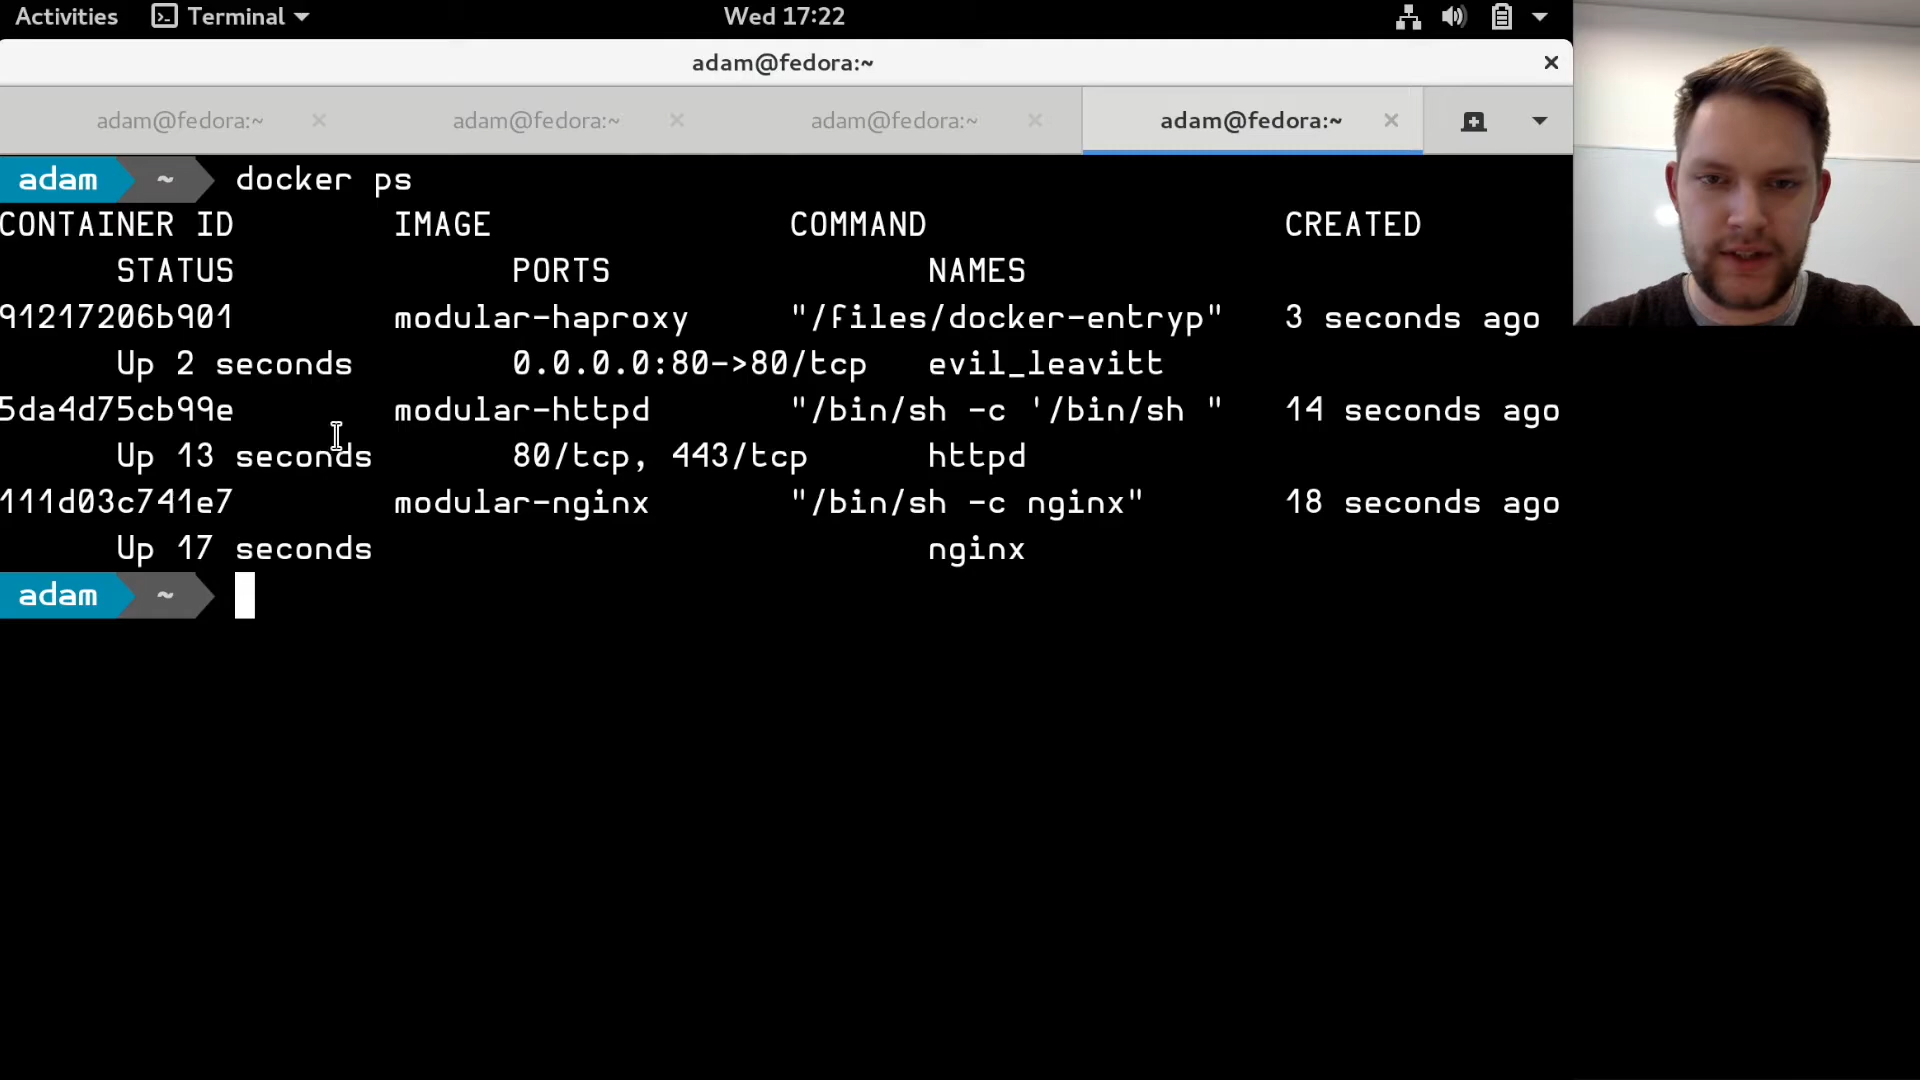 Activities Terminal Wed 17:22
adam@fedora:~
adam@fedora:~ adam@fedora:~ adam@fedora:~ adam@fedora:~
adam ~ docker ps
CONTAINER ID IMAGE COMMAND CREATED
STATUS PORTS NAMES
91217206b901 modular-haproxy "/files/docker-entryp" 3 seconds ago
Up 2 seconds 0.0.0.0:80->80/tcp evil_leavitt
5da4d75cb99e modular-httpd "/bin/sh -c '/bin/sh " 14 seconds ago
Up 13 seconds 80/tcp, 443/tcp httpd
111d03c741e7 modular-nginx "/bin/sh -c nginx" 18 seconds ago
Up 17 seconds nginx
adam ~